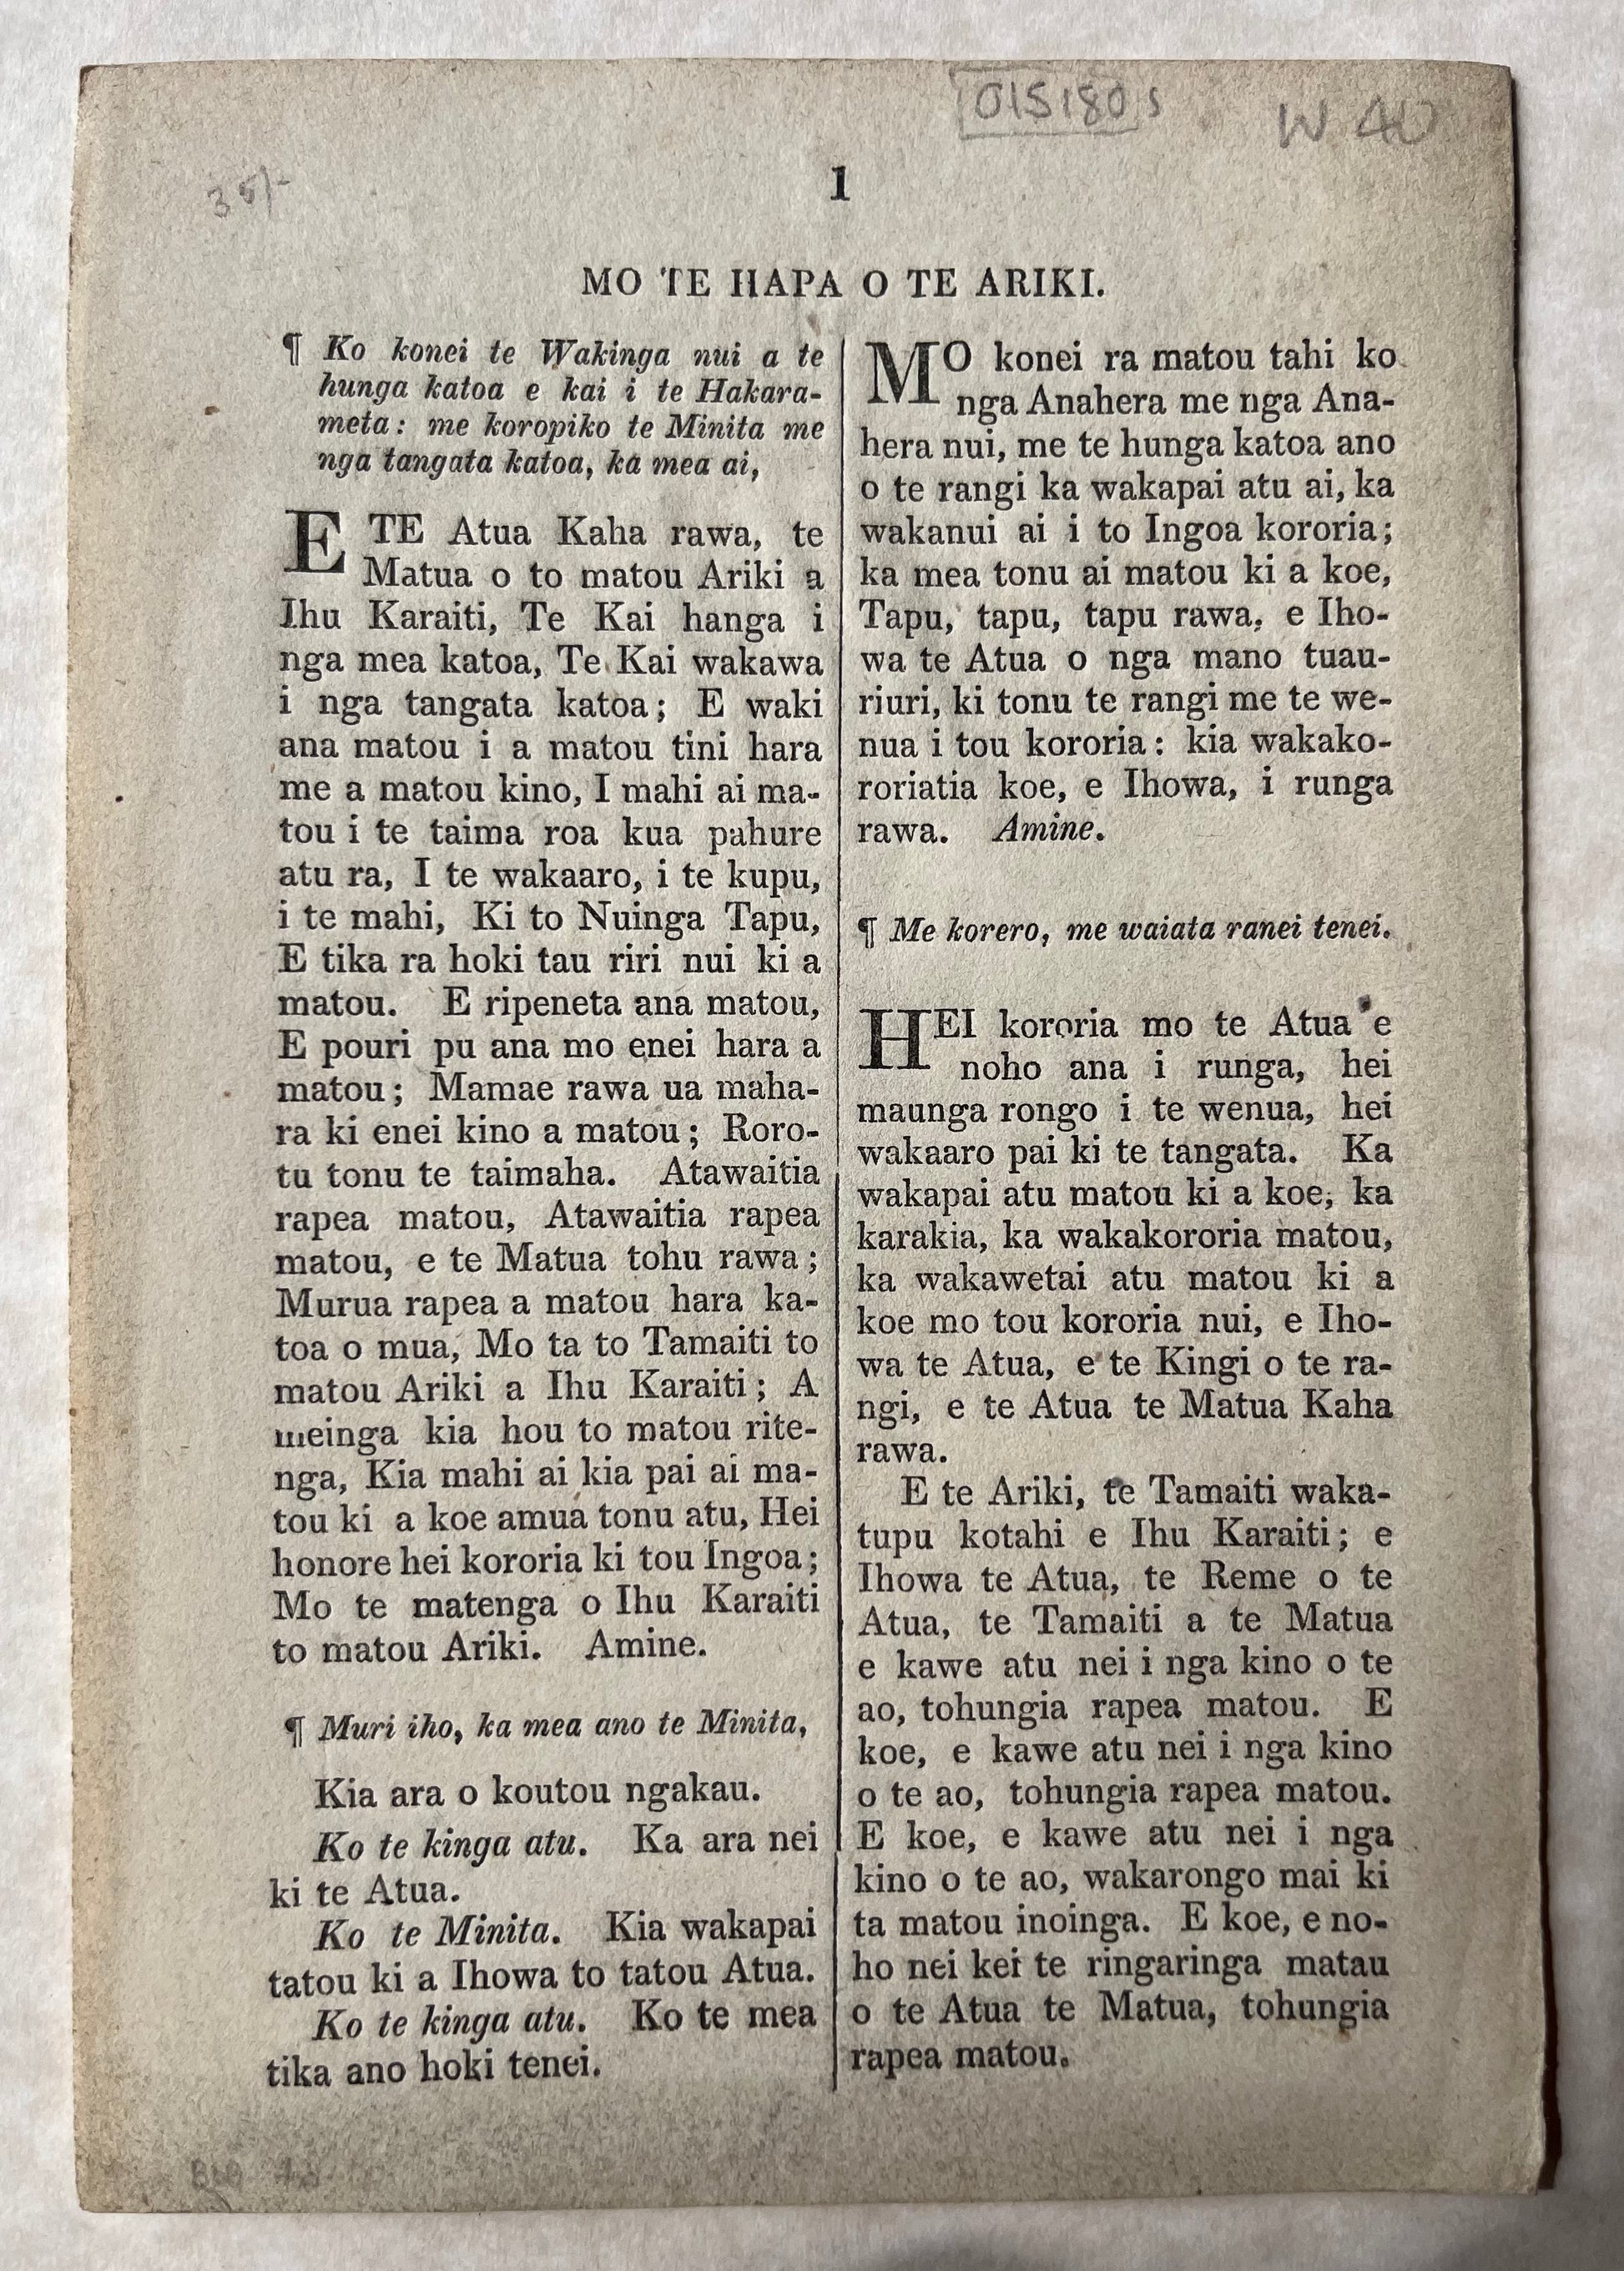 015180 s
W 40
35/-
1
MO TE HAPA O TE ARIKI.
¶ Ko konei te Wakinga nui a te
hunga katoa e kai i te Hakara-
meta: me koropiko te Minita me
nga tangata katoa, ka mea ai,
E TE Atua Kaha rawa, te
Matua o to matou Ariki a
Ihu Karaiti, Te Kai hanga i
nga mea katoa, Te Kai wakawa
i nga tangata katoa; E waki
ana matou i a matou tini hara
me a matou kino, I mahi ai ma-
tou i te taima roa kua pahure
atu ra, I te wakaaro, i te kupu,
i te mahi, Ki to Nuinga Tapu,
E tika ra hoki tau riri nui ki a
matou. E ripeneta ana matou,
E pouri pu ana mo enei hara a
matou; Mamae rawa ua maha-
ra ki enei kino a matou; Roro-
tu tonu te taimaha. Atawaitia
rapea matou, Atawaitia rapea
matou, e te Matua tohu rawa;
Murua rapea a matou hara ka-
toa o mua, Mo ta to Tamaiti to
matou Ariki a Ihu Karaiti; A
meinga kia hou to matou rite-
nga, Kia mahi ai kia pai ai ma-
tou ki a koe amua tonu atu, Hei
honore hei kororia ki tou Ingoa;
Mo te matenga o Ihu Karaiti
to matou Ariki. Amine.
¶ Muri iho, ka mea ano te Minita,
Kia ara o koutou ngakau.
Ko te kinga atu. Ka ara nei
ki te Atua.
Ko te Minita. Kia wakapai
tatou ki a Ihowa to tatou Atua.
Ko te kinga atu. Ko te mea
tika ano hoki tenei.
MO konei ra matou tahi ko
nga Anahera me nga Ana-
hera nui, me te hunga katoa ano
o te rangi ka wakapai atu ai, ka
wakanui ai i to Ingoa kororia;
ka mea tonu ai matou ki a koe,
Tapu, tapu, tapu rawa, e Iho-
wa te Atua o nga mano tuau-
riuri, ki tonu te rangi me te we-
nua i tou kororia: kia wakako-
roriatia koe, e Ihowa, i runga
rawa. Amine.
¶ Me korero, me waiata ranei tenei.
HEI kororia mo te Atua e
noho ana i runga, hei
maunga rongo i te wenua, hei
wakaaro pai ki te tangata. Ka
wakapai atu matou ki a koe, ka
karakia, ka wakakororia matou,
ka wakawetai atu matou ki a
koe mo tou kororia nui, e Iho-
wa te Atua, e te Kingi o te ra-
ngi, e te Atua te Matua Kaha
rawa.
E te Ariki, te Tamaiti waka-
tupu kotahi e Ihu Karaiti; e
Ihowa te Atua, te Reme o te
Atua, te Tamaiti a te Matua
e kawe atu nei i nga kino o te
ao, tohungia rapea matou. E
koe, e kawe atu nei i nga kino
o te ao, tohungia rapea matou.
E koe, e kawe atu nei i nga
kino o te ao, wakarongo mai ki
ta matou inoinga. E koe, e no-
ho nei kei te ringaringa matau
o te Atua te Matua, tohungia
rapea matou.